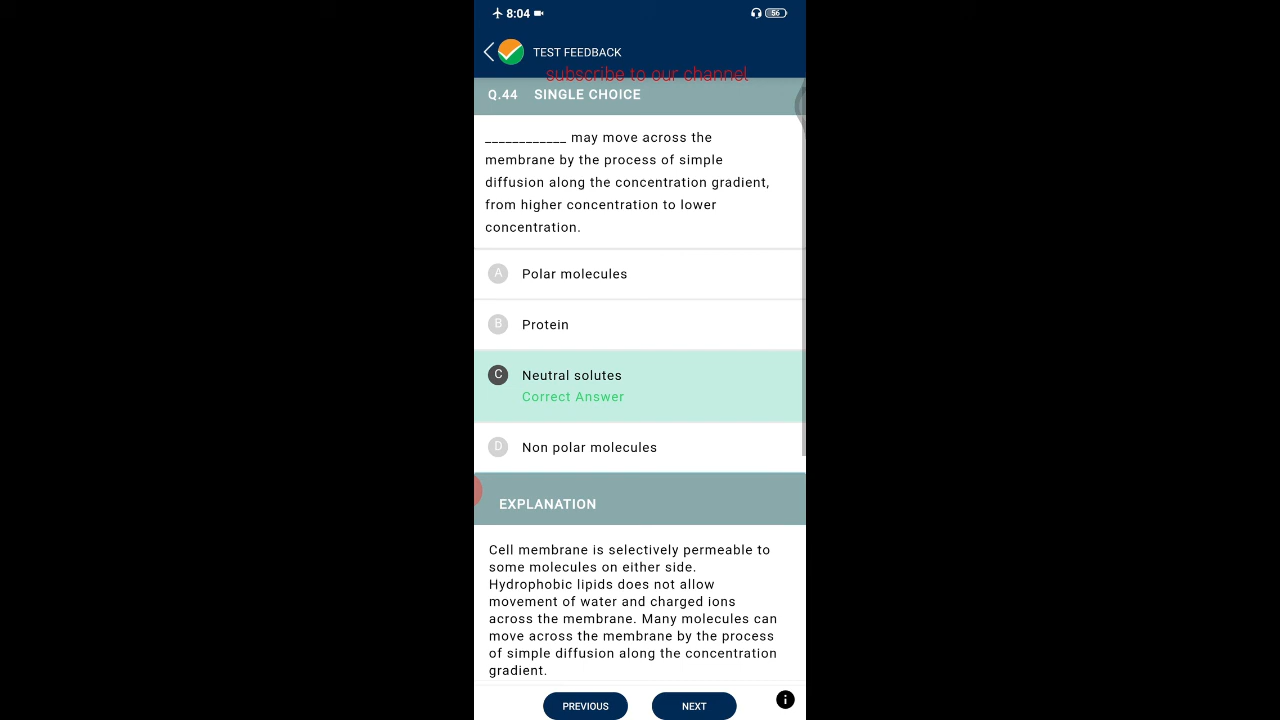 8:04
56
TEST FEEDBACK
subscribe to our channel
Q.44 SINGLE CHOICE
____________ may move across the
membrane by the process of simple
diffusion along the concentration gradient,
from higher concentration to lower
concentration.
A Polar molecules
B Protein
C Neutral solutes
Correct Answer
D Non polar molecules
EXPLANATION
Cell membrane is selectively permeable to
some molecules on either side.
Hydrophobic lipids does not allow
movement of water and charged ions
across the membrane. Many molecules can
move across the membrane by the process
of simple diffusion along the concentration
gradient.
PREVIOUS NEXT i